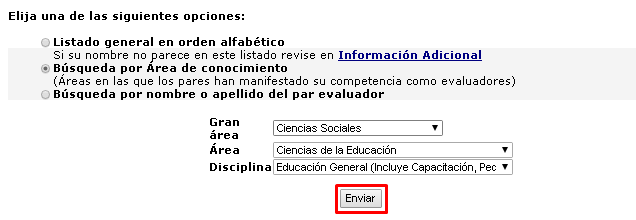 Elija una de las siguientes opciones:
Listado general en orden alfabético
Si su nombre no parece en este listado revise en Información Adicional
Búsqueda por Área de conocimiento
(Áreas en las que los pares han manifestado su competencia como evaluadores)
Búsqueda por nombre o apellido del par evaluador
Gran área Ciencias Sociales
Área Ciencias de la Educación
Disciplina Educación General (Incluye Capacitación, Pec
Enviar